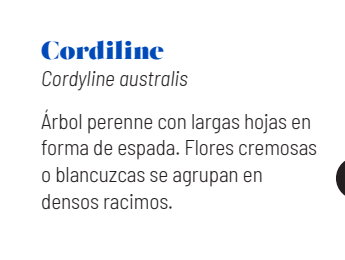 Cordiline
Cordyline australis
Árbol perenne con largas hojas en
forma de espada. Flores cremosas
o blancuzcas se agrupan en
densos racimos.